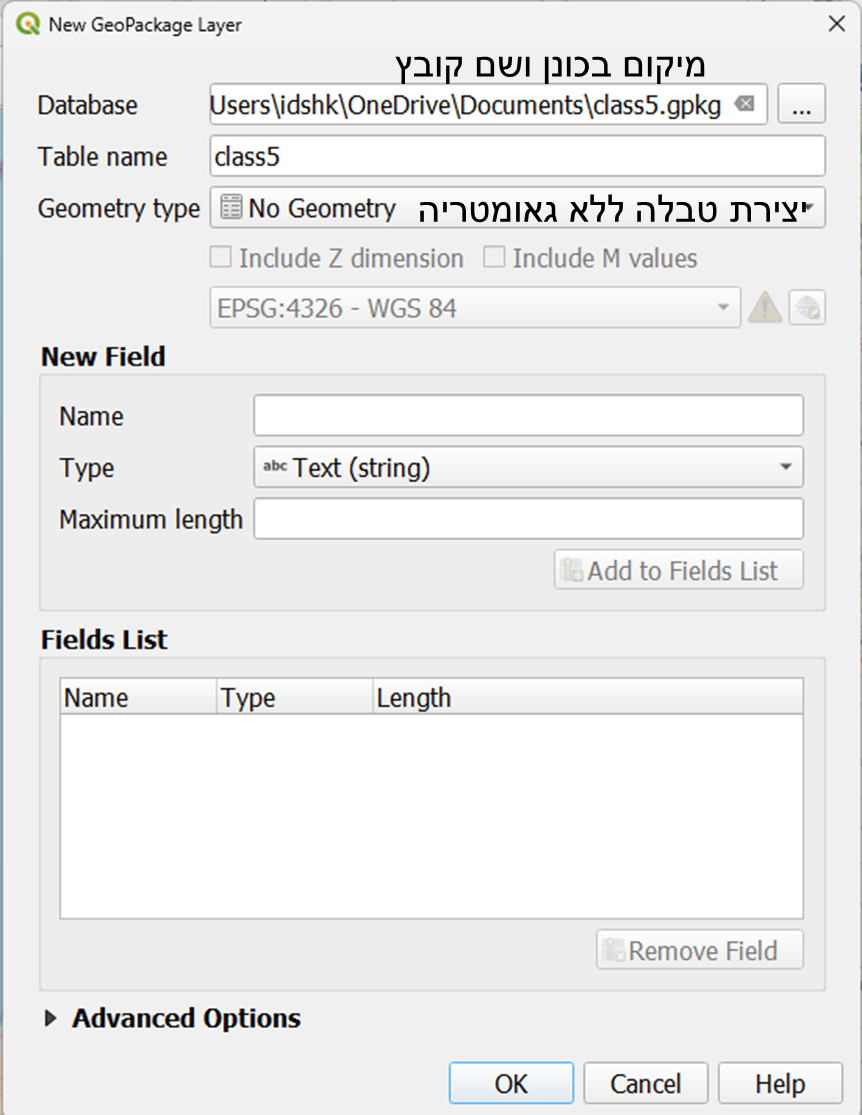 New GeoPackage Layer
מיקום בכונן ושם קובץ
Database Users\idshk\OneDrive\Documents\class5.gpkg ...
Table name class5
Geometry type No Geometry יצירת טבלה ללא גאומטריה
Include Z dimension Include M values
EPSG:4326 - WGS 84
New Field
Name
Type abc Text (string)
Maximum length
Add to Fields List
Fields List
Name Type Length
Remove Field
Advanced Options
OK Cancel Help